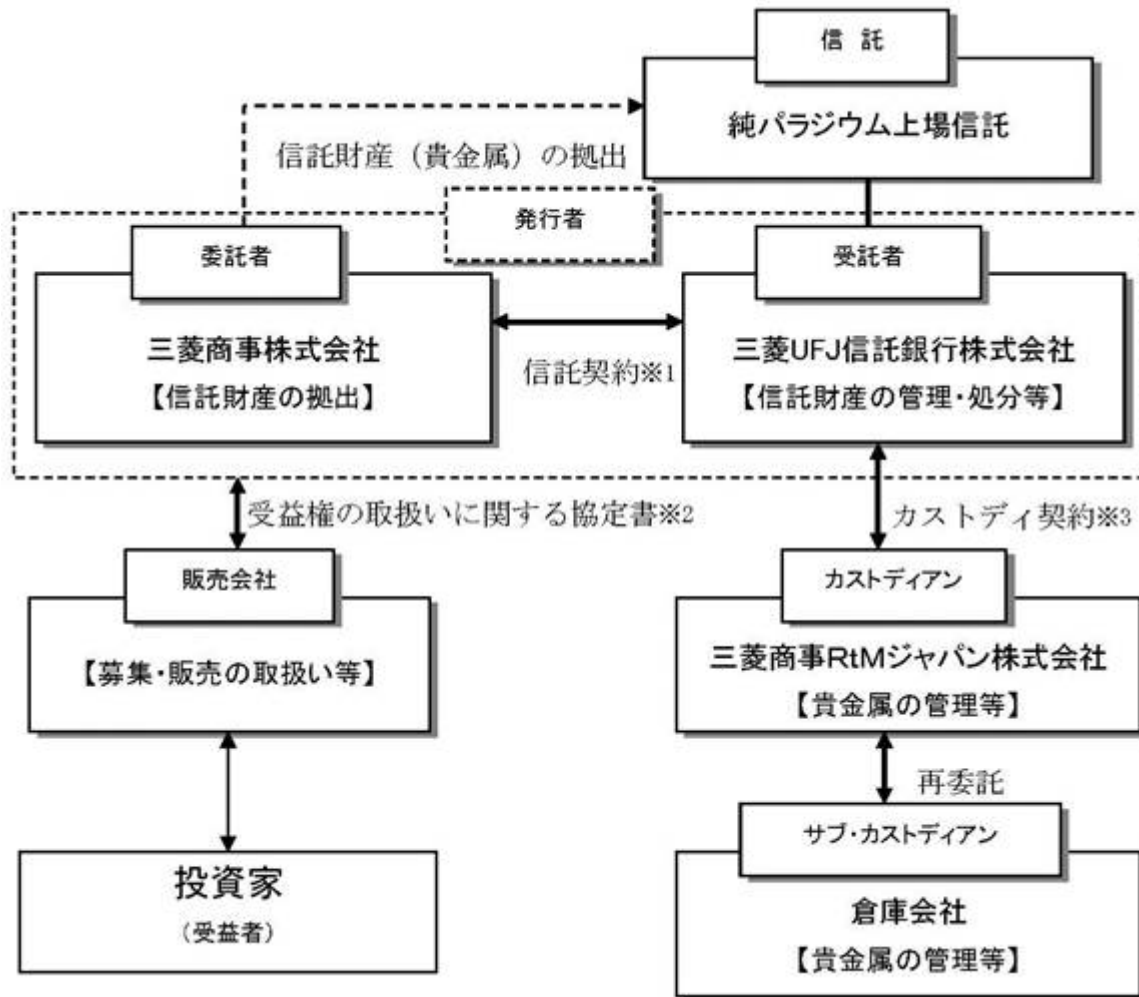 信 託
純パラジウム上場信託
信託財産（貴金属）の拠出
発行者
委託者
三菱商事株式会社
【信託財産の拠出】
信託契約※1
受託者
三菱UFJ信託銀行株式会社
【信託財産の管理・処分等】
受益権の取扱いに関する協定書※2
カストディ契約※3
販売会社
【募集・販売の取扱い等】
カストディアン
三菱商事RtMジャパン株式会社
【貴金属の管理等】
再委託
投資家
（受益者）
サブ・カストディアン
倉庫会社
【貴金属の管理等】